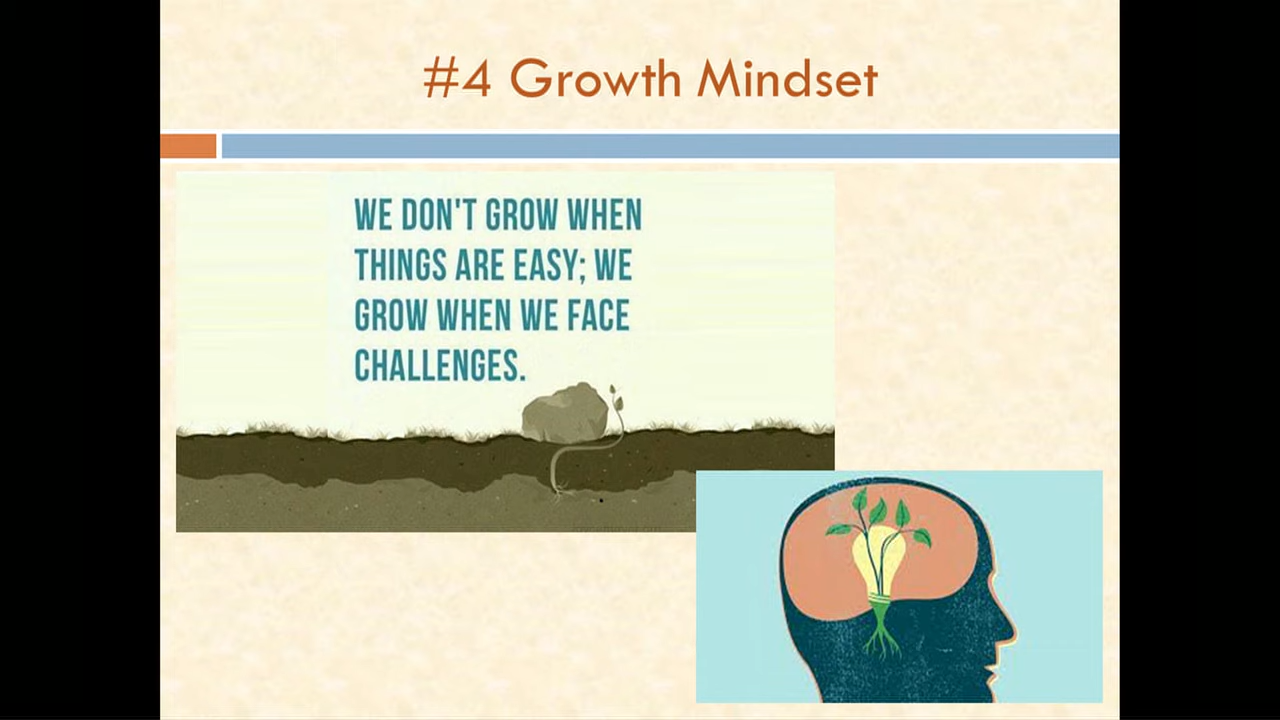 #4 Growth Mindset
WE DON'T GROW WHEN
THINGS ARE EASY; WE
GROW WHEN WE FACE
CHALLENGES.